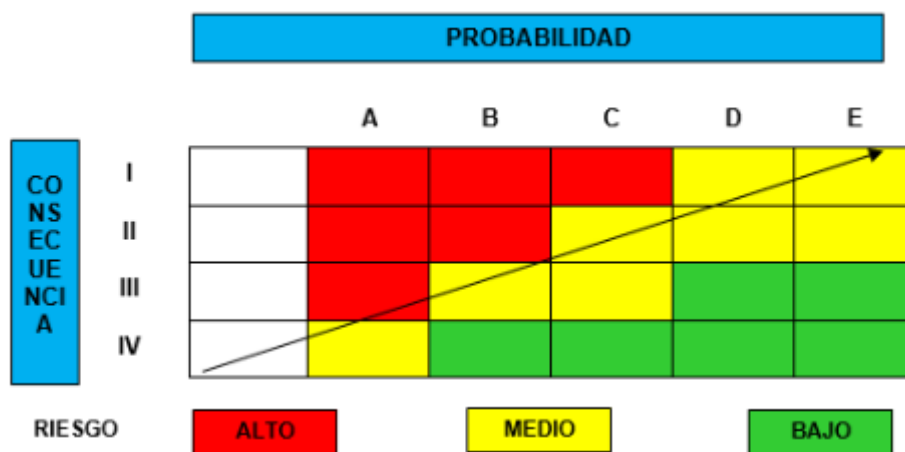 PROBABILIDAD
A B C D E
CO
NS
EC
UE
NCI
A
I
II
III
IV
RIESGO ALTO MEDIO BAJO